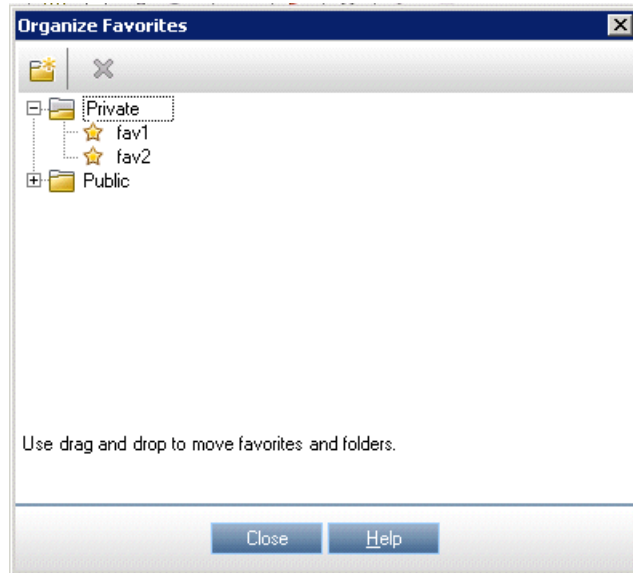 Organize Favorites
Private
fav1
fav2
Public
Use drag and drop to move favorites and folders.
Close Help